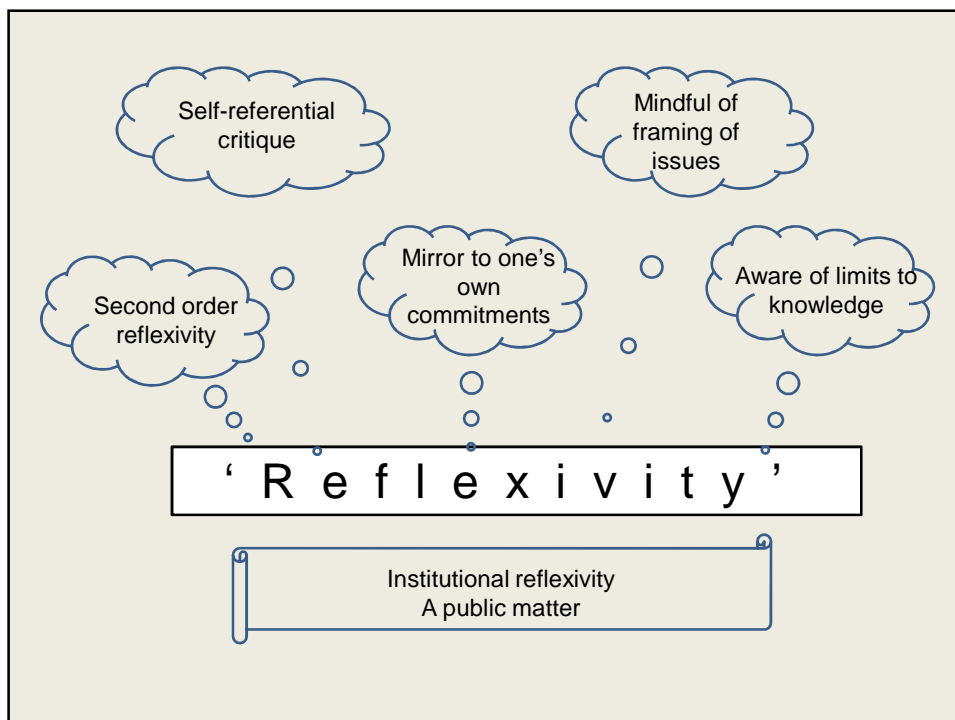 Self-referential
critique
Mindful of
framing of
issues
Second order
reflexivity
Mirror to one's
own
commitments
Aware of limits to
knowledge
‘ R e f l e x i v i t y ’
Institutional reflexivity
A public matter